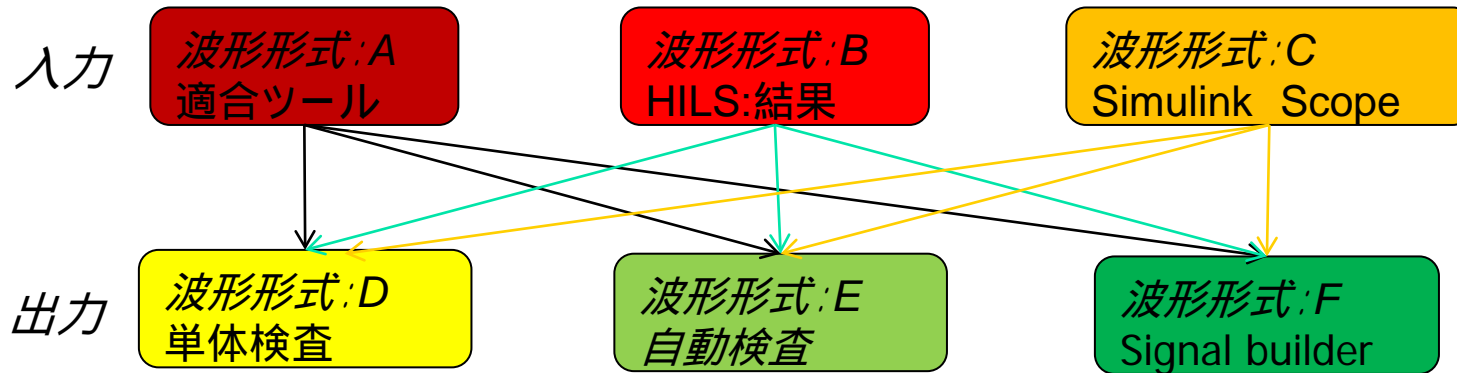 入力
波形形式:A
適合ツール
波形形式:B
HILS:結果
波形形式:C
Simulink Scope
出力
波形形式:D
単体検査
波形形式:E
自動検査
波形形式:F
Signal builder